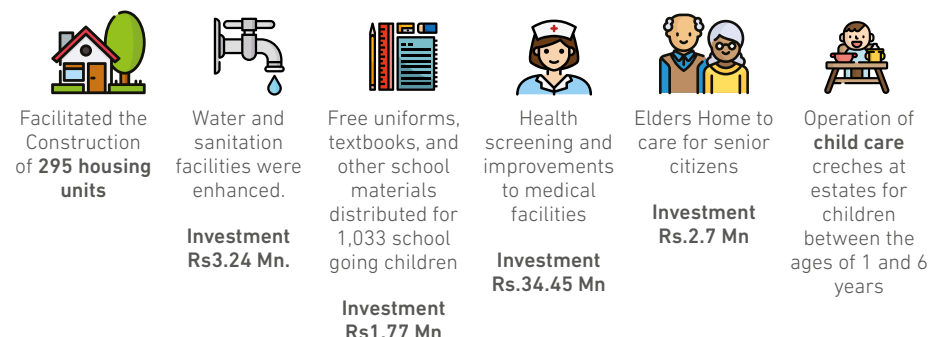 Facilitated the
Construction
of 295 housing
units
Water and
sanitation
facilities were
enhanced.
Investment
Rs3.24 Mn.
Free uniforms,
textbooks, and
other school
materials
distributed for
1,033 school
going children
Investment
Rs1.77 Mn
Health
screening and
improvements
to medical
facilities
Investment
Rs.34.45 Mn
Elders Home to
care for senior
citizens
Investment
Rs.2.7 Mn
Operation of
child care
creches at
estates for
children
between the
ages of 1 and 6
years